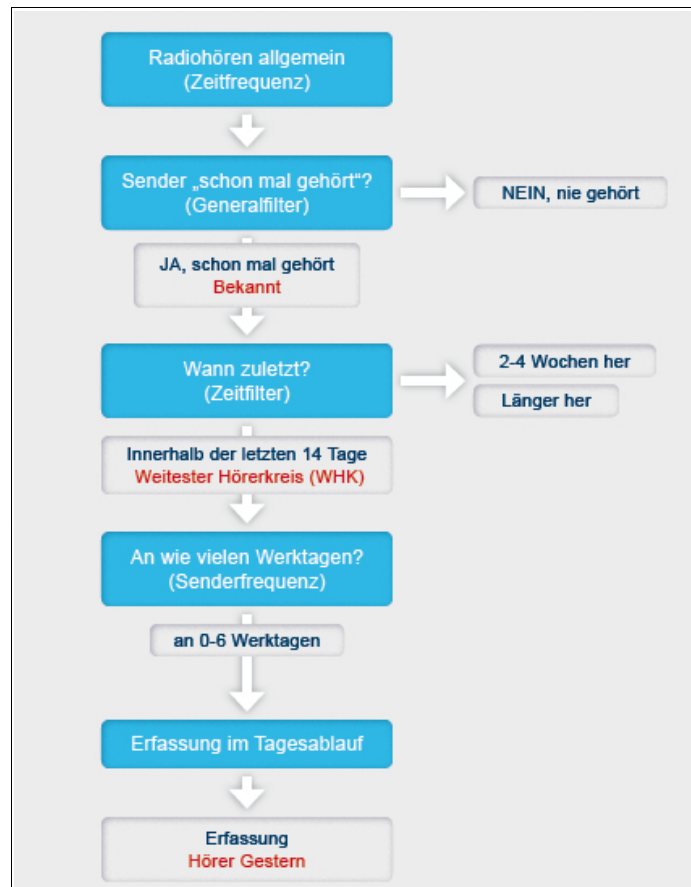 Radiohören allgemein
(Zeitfrequenz)
Sender „schon mal gehört“?
(Generalfilter)
NEIN, nie gehört
JA, schon mal gehört
Bekannt
Wann zuletzt?
(Zeitfilter)
2-4 Wochen her
Länger her
Innerhalb der letzten 14 Tage
Weitester Hörerkreis (WHK)
An wie vielen Werktagen?
(Senderfrequenz)
an 0-6 Werktagen
Erfassung im Tagesablauf
Erfassung
Hörer Gestern